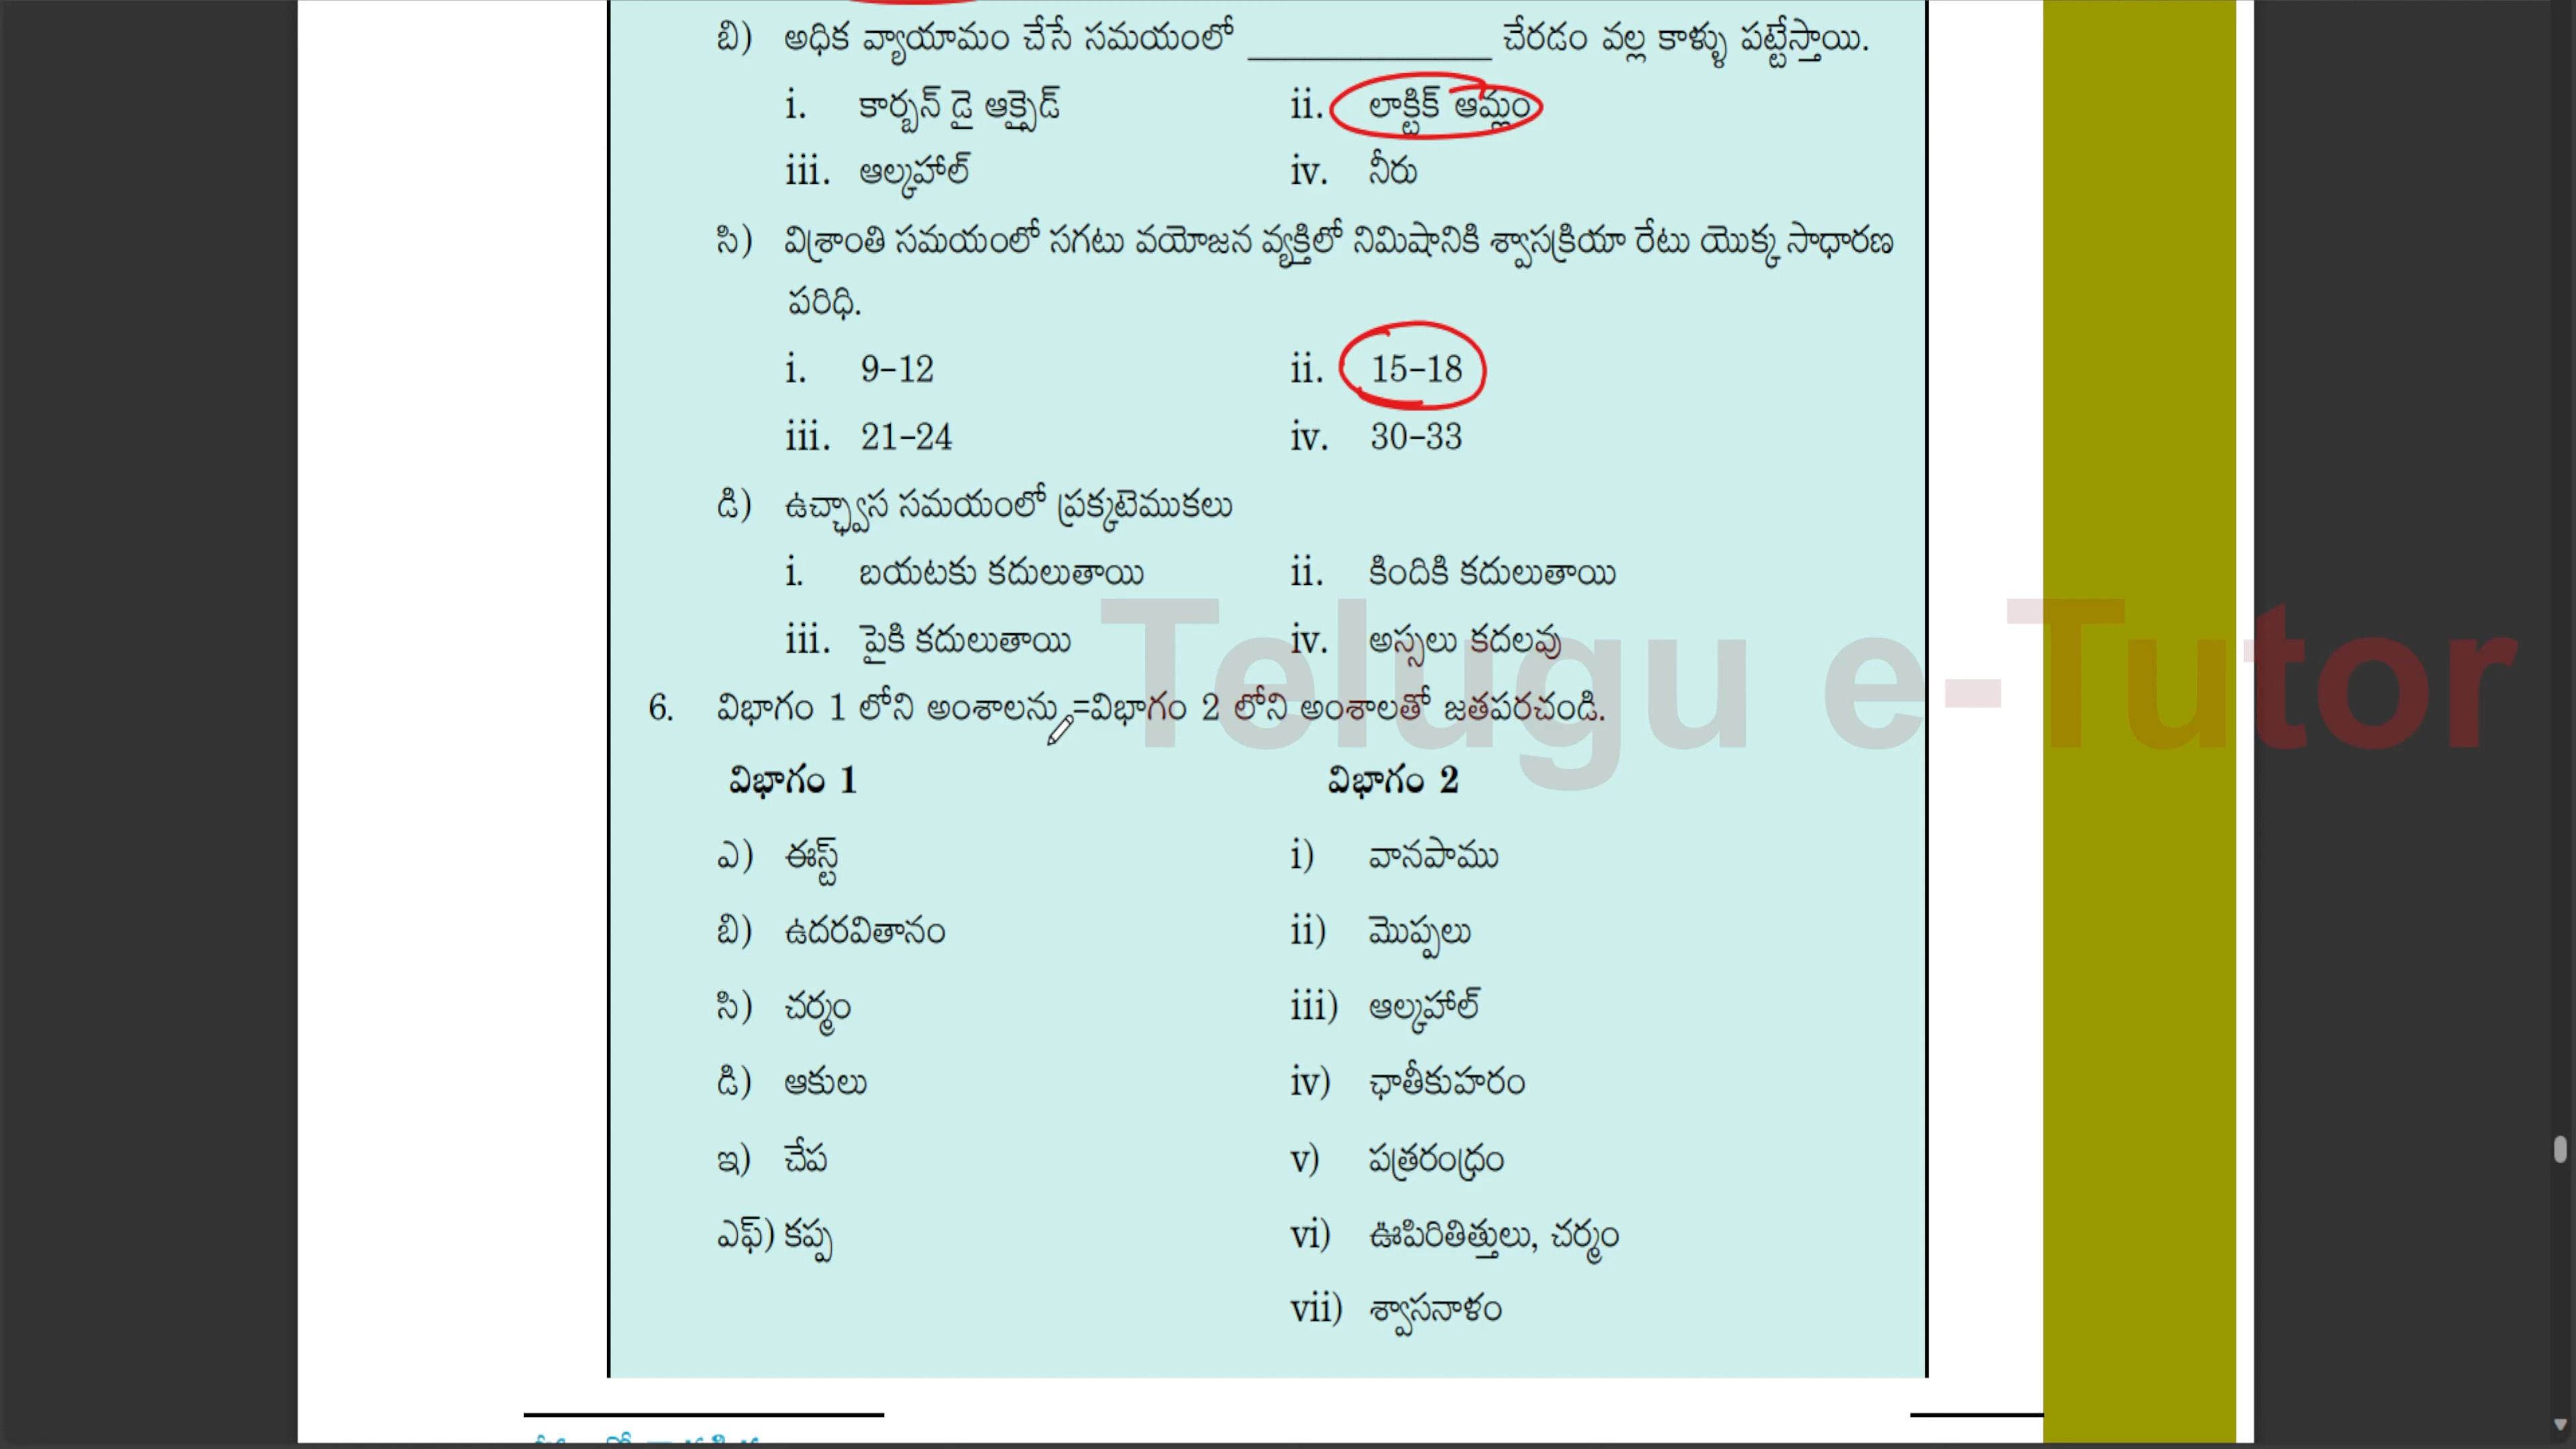 బి) అధిక వ్యాయామం చేసే సమయంలో ____________ చేరడం వల్ల కాళ్ళు పట్టేస్తాయి.
i. కార్బన్ డై ఆక్సైడ్ ii. లాక్టిక్ ఆమ్లం
iii. ఆల్కహాల్ iv. నీరు
సి) విశ్రాంతి సమయంలో సగటు వయోజన వ్యక్తిలో నిమిషానికి శ్వాసక్రియా రేటు యొక్క సాధారణ
పరిధి.
i. 9-12 ii. 15-18
iii. 21-24 iv. 30-33
డి) ఉచ్ఛ్వాస సమయంలో ప్రక్కటెముకలు
i. బయటకు కదులుతాయి ii. కిందికి కదులుతాయి
iii. పైకి కదులుతాయి iv. అస్సలు కదలవు
6. విభాగం 1 లోని అంశాలను =విభాగం 2 లోని అంశాలతో జతపరచండి.
విభాగం 1 విభాగం 2
ఎ) ఈస్ట్ i) వానపాము
బి) ఉదరవితానం ii) మొప్పలు
సి) చర్మం iii) ఆల్కహాల్
డి) ఆకులు iv) ఛాతీకుహరం
ఇ) చేప v) పత్రరంధ్రం
ఎఫ్) కప్ప vi) ఊపిరితిత్తులు, చర్మం
vii) శ్వాసనాళం
Telugu e-Tutor